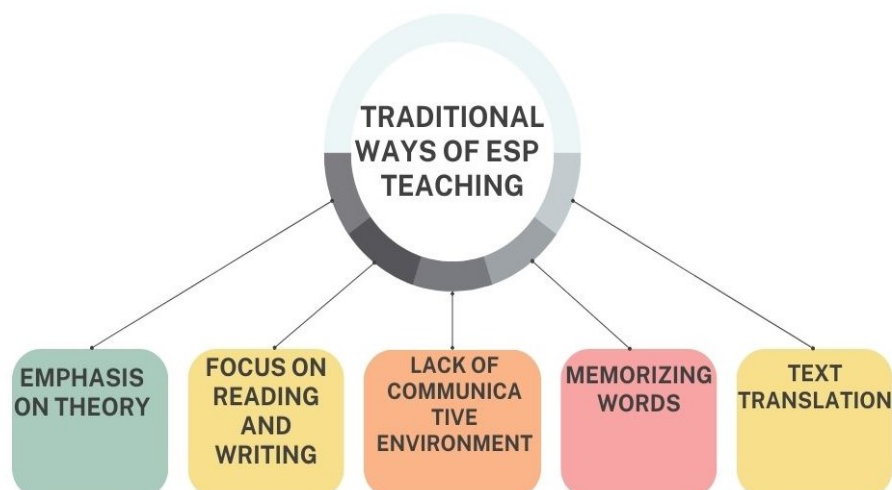 TRADITIONAL
WAYS OF ESP
TEACHING
EMPHASIS
ON THEORY
FOCUS ON
READING
AND
WRITING
LACK OF
COMMUNICA
TIVE
ENVIRONMENT
MEMORIZING
WORDS
TEXT
TRANSLATION